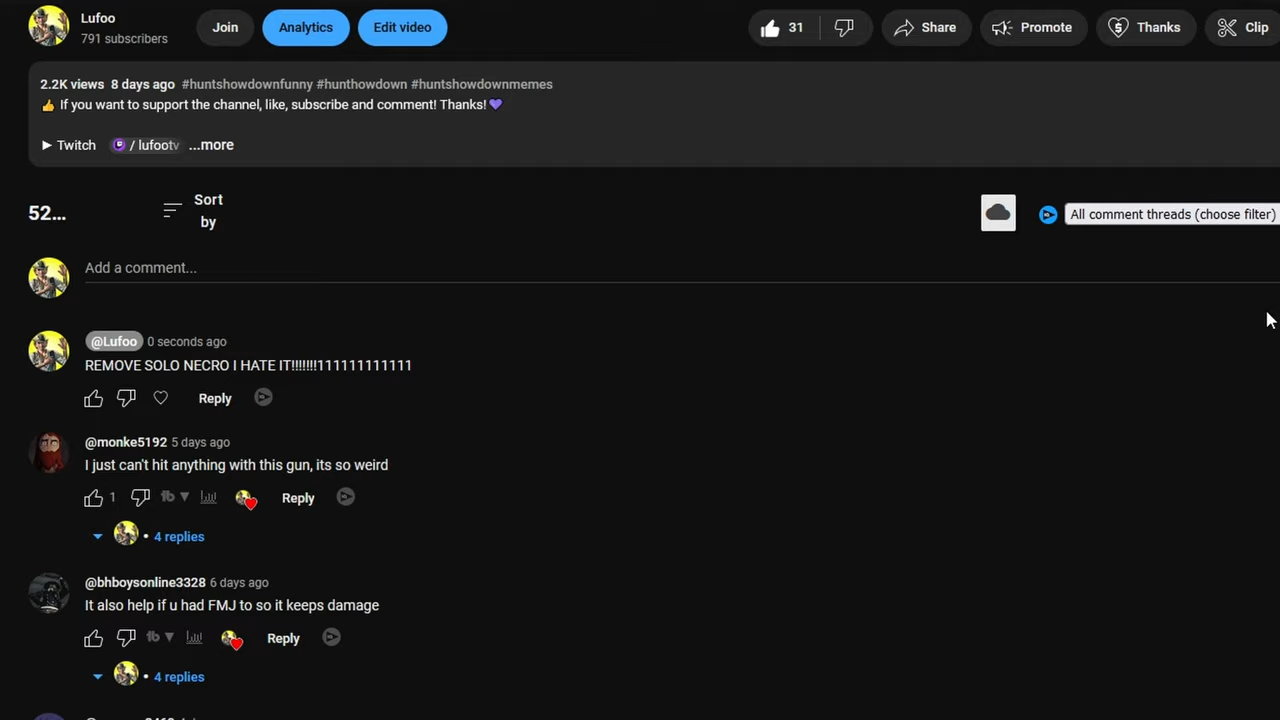 Lufoo
791 subscribers
Join
Analytics
Edit video
31
Share
Promote
Thanks
Clip
2.2K views 8 days ago #huntshowdownfunny #hunthowdown #huntshowdownmemes
👍 If you want to support the channel, like, subscribe and comment! Thanks!💜
► Twitch / lufootv ...more
52...
Sort
by
All comment threads (choose filter)
Add a comment...
@Lufoo 0 seconds ago
REMOVE SOLO NECRO I HATE IT!!!!!!!111111111111
Reply
@monke5192 5 days ago
I just can't hit anything with this gun, its so weird
1
Reply
4 replies
@bhboysonline3328 6 days ago
It also help if u had FMJ to so it keeps damage
Reply
4 replies